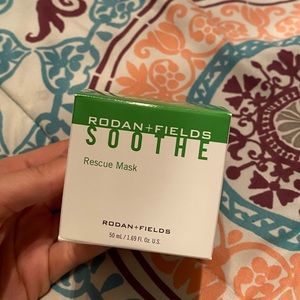 RODAN+FIELDS
SOOTHE
Rescue Mask
RODAN+FIELDS
50 mL / 1.69 Fl. Oz. U.S.